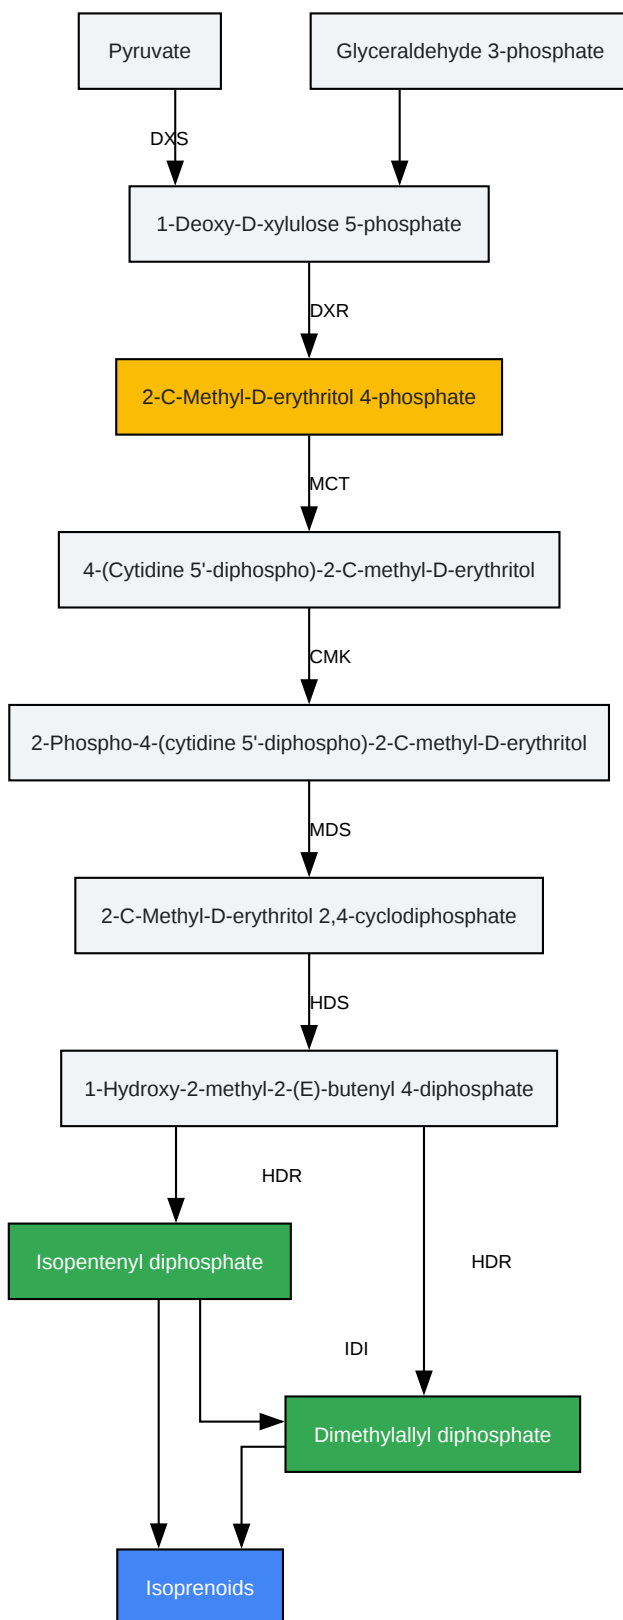 Pyruvate
Glyceraldehyde 3-phosphate
DXS
1-Deoxy-D-xylulose 5-phosphate
DXR
2-C-Methyl-D-erythritol 4-phosphate
MCT
4-(Cytidine 5'-diphospho)-2-C-methyl-D-erythritol
CMK
2-Phospho-4-(cytidine 5'-diphospho)-2-C-methyl-D-erythritol
MDS
2-C-Methyl-D-erythritol 2,4-cyclodiphosphate
HDS
1-Hydroxy-2-methyl-2-(E)-butenyl 4-diphosphate
HDR
Isopentenyl diphosphate
HDR
IDI
Dimethylallyl diphosphate
Isoprenoids